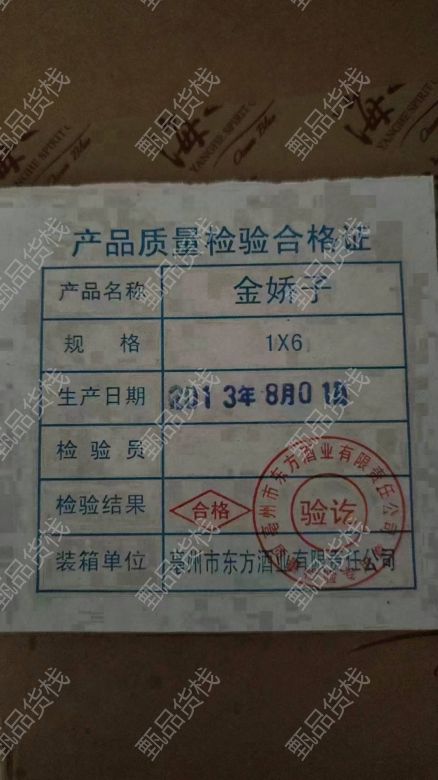 YANGHE SPIRIT
产品质量检验合格证
产品名称 金娇子
规格 1X6
生产日期 2013年8月01日
检验员
检验结果 合格
装箱单位 亳州市东方酒业有限责任公司
亳州市东方酒业有限责任公司
验讫
甄品货栈